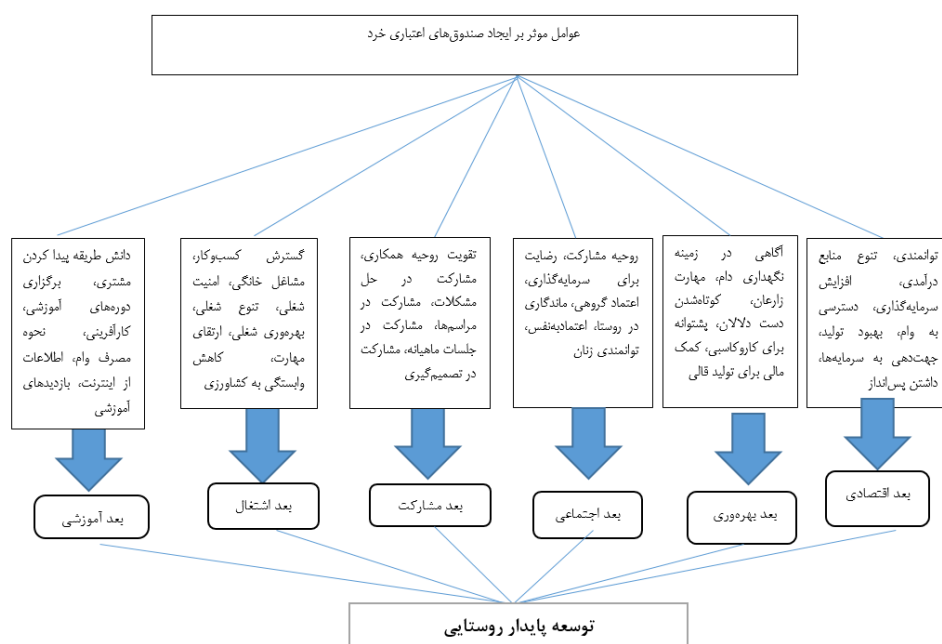 عوامل موثر بر ایجاد صندوق‌های اعتباری خرد
توانمندی، تنوع منابع
درآمدی، افزایش
سرمایه‌گذاری، دسترسی
به وام، بهبود تولید،
جهت‌دهی به سرمایه‌ها،
داشتن پس‌انداز
آگاهی در زمینه
نگهداری دام، مهارت
زارعان، کوتاه‌شدن
دست دلالان، پشتوانه
برای کاروکاسبی، کمک
مالی برای تولید قالی
روحیه مشارکت، رضایت
برای سرمایه‌گذاری،
اعتماد گروهی، ماندگاری
در روستا، اعتمادبه‌نفس،
توانمندی زنان
تقویت روحیه همکاری،
مشارکت در حل
مشکلات، مشارکت در
مراسم‌ها، مشارکت در
جلسات ماهیانه، مشارکت
در تصمیم‌گیری
گسترش کسب‌وکار،
مشاغل خانگی، امنیت
شغلی، تنوع شغلی،
بهره‌وری شغلی، ارتقای
مهارت، کاهش
وابستگی به کشاورزی
دانش طریقه پیدا کردن
مشتری، برگزاری
دوره‌های آموزشی،
کارآفرینی، نحوه
مصرف وام، اطلاعات
از اینترنت، بازدیدهای
آموزشی
بعد اقتصادی
بعد بهره‌وری
بعد اجتماعی
بعد مشارکت
بعد اشتغال
بعد آموزشی
توسعه پایدار روستایی